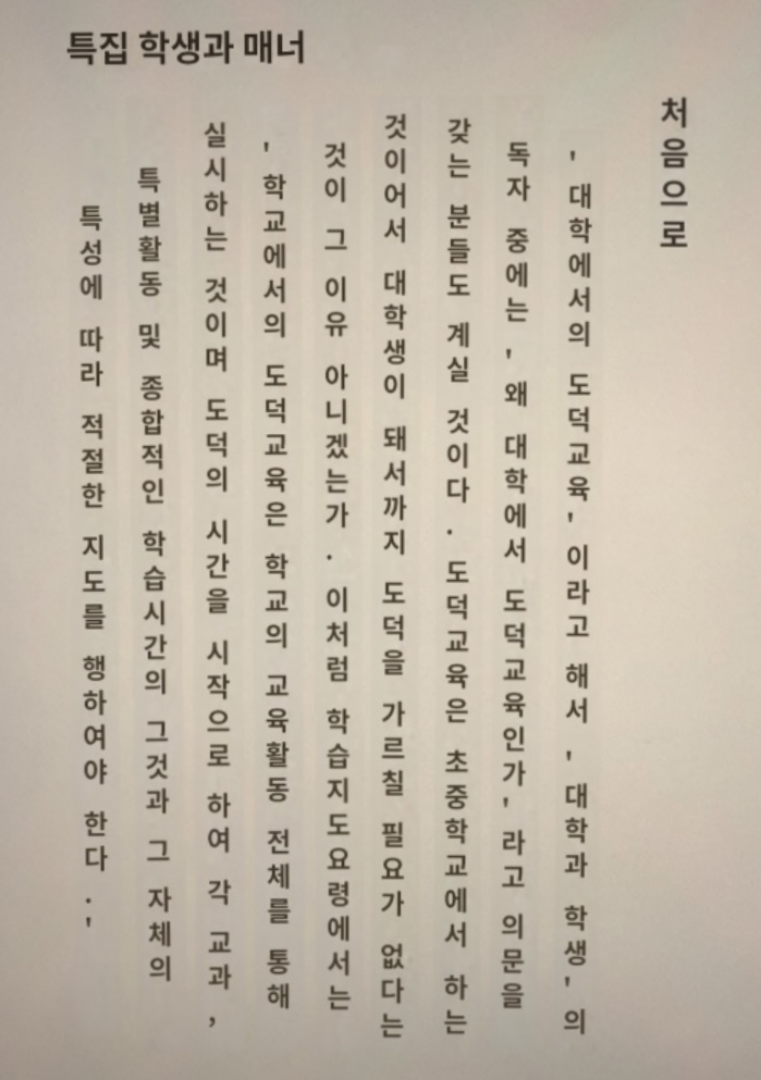 특집 학생과 매너
처음으로
'대학에서의 도덕교육'이라고 해서 '대학과 학생'의
독자 중에는 '왜 대학에서 도덕교육인가'라고 의문을
갖는 분들도 계실 것이다. 도덕교육은 초중학교에서 하는
것이어서 대학생이 돼서까지 도덕을 가르칠 필요가 없다는
것이 그 이유 아니겠는가. 이처럼 학습지도요령에서는
'학교에서의 도덕교육은 학교의 교육활동 전체를 통해
실시하는 것이며 도덕의 시간을 시작으로 하여 각 교과,
특별활동 및 종합적인 학습시간의 그것과 그 자체의
특성에 따라 적절한 지도를 행하여야 한다.'